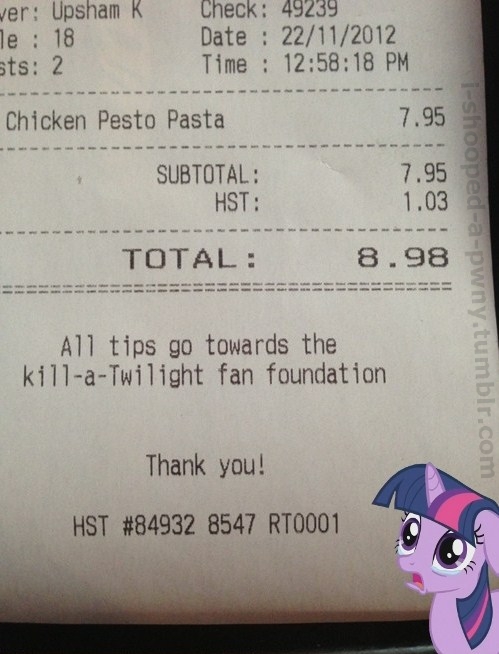 ver: Upsham K Check: 49239
le : 18 Date : 22/11/2012
sts: 2 Time : 12:58:18 PM
Chicken Pesto Pasta 7.95
SUBTOTAL: 7.95
HST: 1.03
TOTAL: 8.98
All tips go towards the
kill-a-Twilight fan foundation
Thank you!
HST #84932 8547 RT0001
i-shooped-a-pwny.tumblr.com